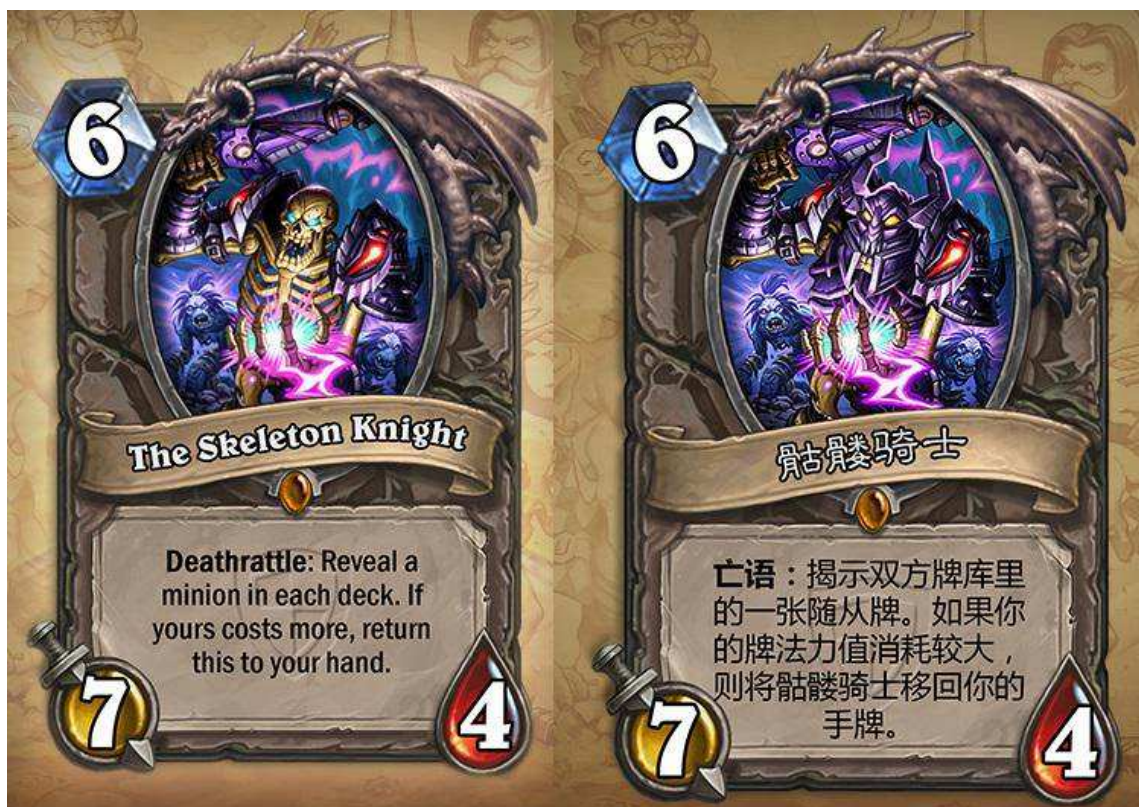 6
The Skeleton Knight
Deathrattle: Reveal a
minion in each deck. If
yours costs more, return
this to your hand.
7
4
6
骷髅骑士
亡语：揭示双方牌库里
的一张随从牌。如果你
的牌法力值消耗较大，
则将骷髅骑士移回你的
手牌。
7
4